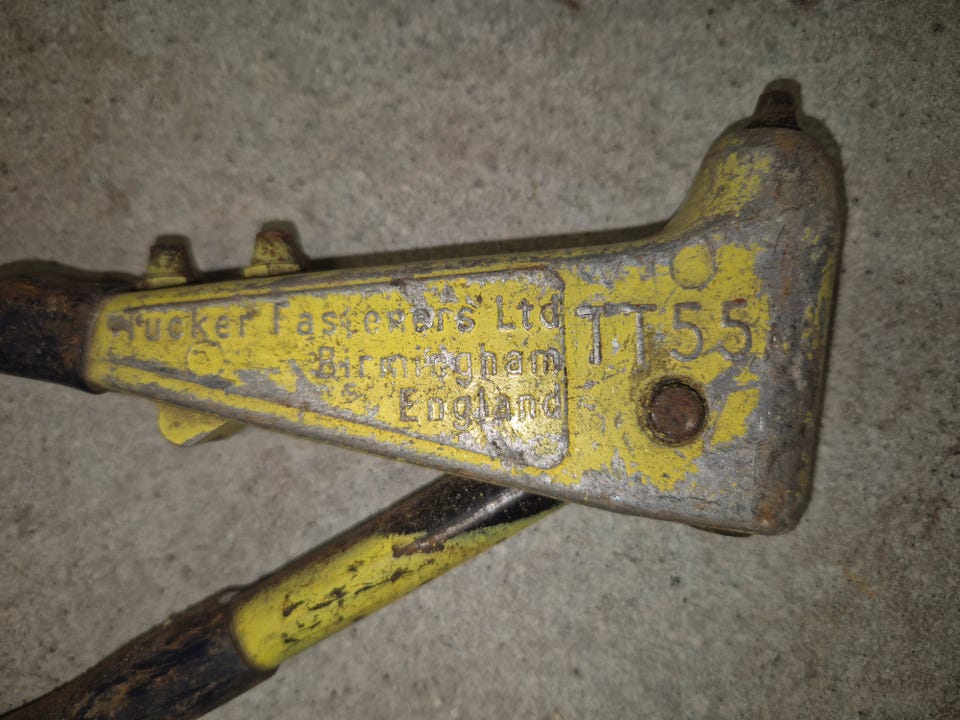 Tucker Fasteners Ltd
Birmingham
England
TT55